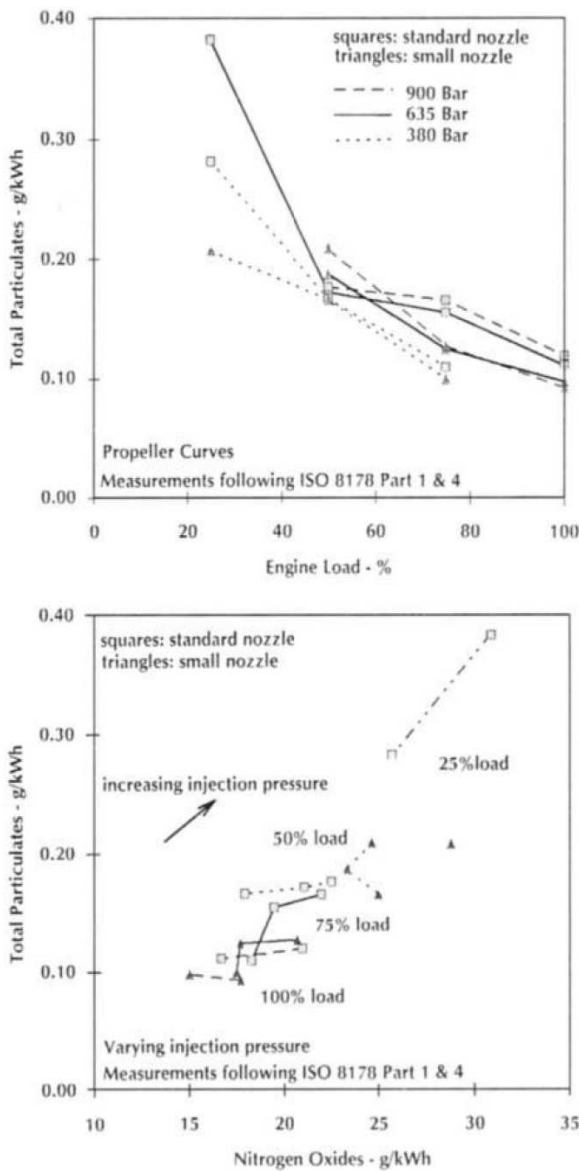 0.40
squares: standard nozzle
triangles: small nozzle
900 Bar
635 Bar
380 Bar
0.30
Total Particulates - g/kWh
0.20
0.10
Propeller Curves
Measurements following ISO 8178 Part 1 & 4
0.00
0 20 40 60 80 100
Engine Load - %
0.40
squares: standard nozzle
triangles: small nozzle
0.30
25%load
increasing injection pressure
Total Particulates - g/kWh
50% load
0.20
75% load
0.10
100% load
Varying injection pressure
Measurements following ISO 8178 Part 1 & 4
0.00
10 15 20 25 30 35
Nitrogen Oxides - g/kWh